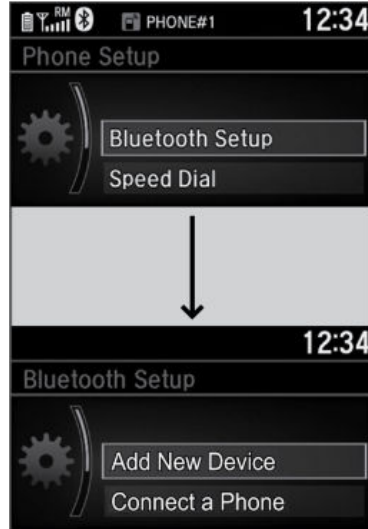 RM PHONE#1 12:34
Phone Setup
Bluetooth Setup
Speed Dial
12:34
Bluetooth Setup
Add New Device
Connect a Phone